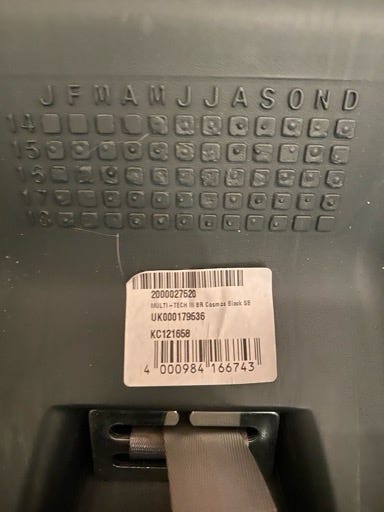 J F M A M J J A S O N D
14
15
16
17
18
2000027520
MULTI-TECH III BR Cosmos Black SB
UK000179536
KC121658
4 000984 166743